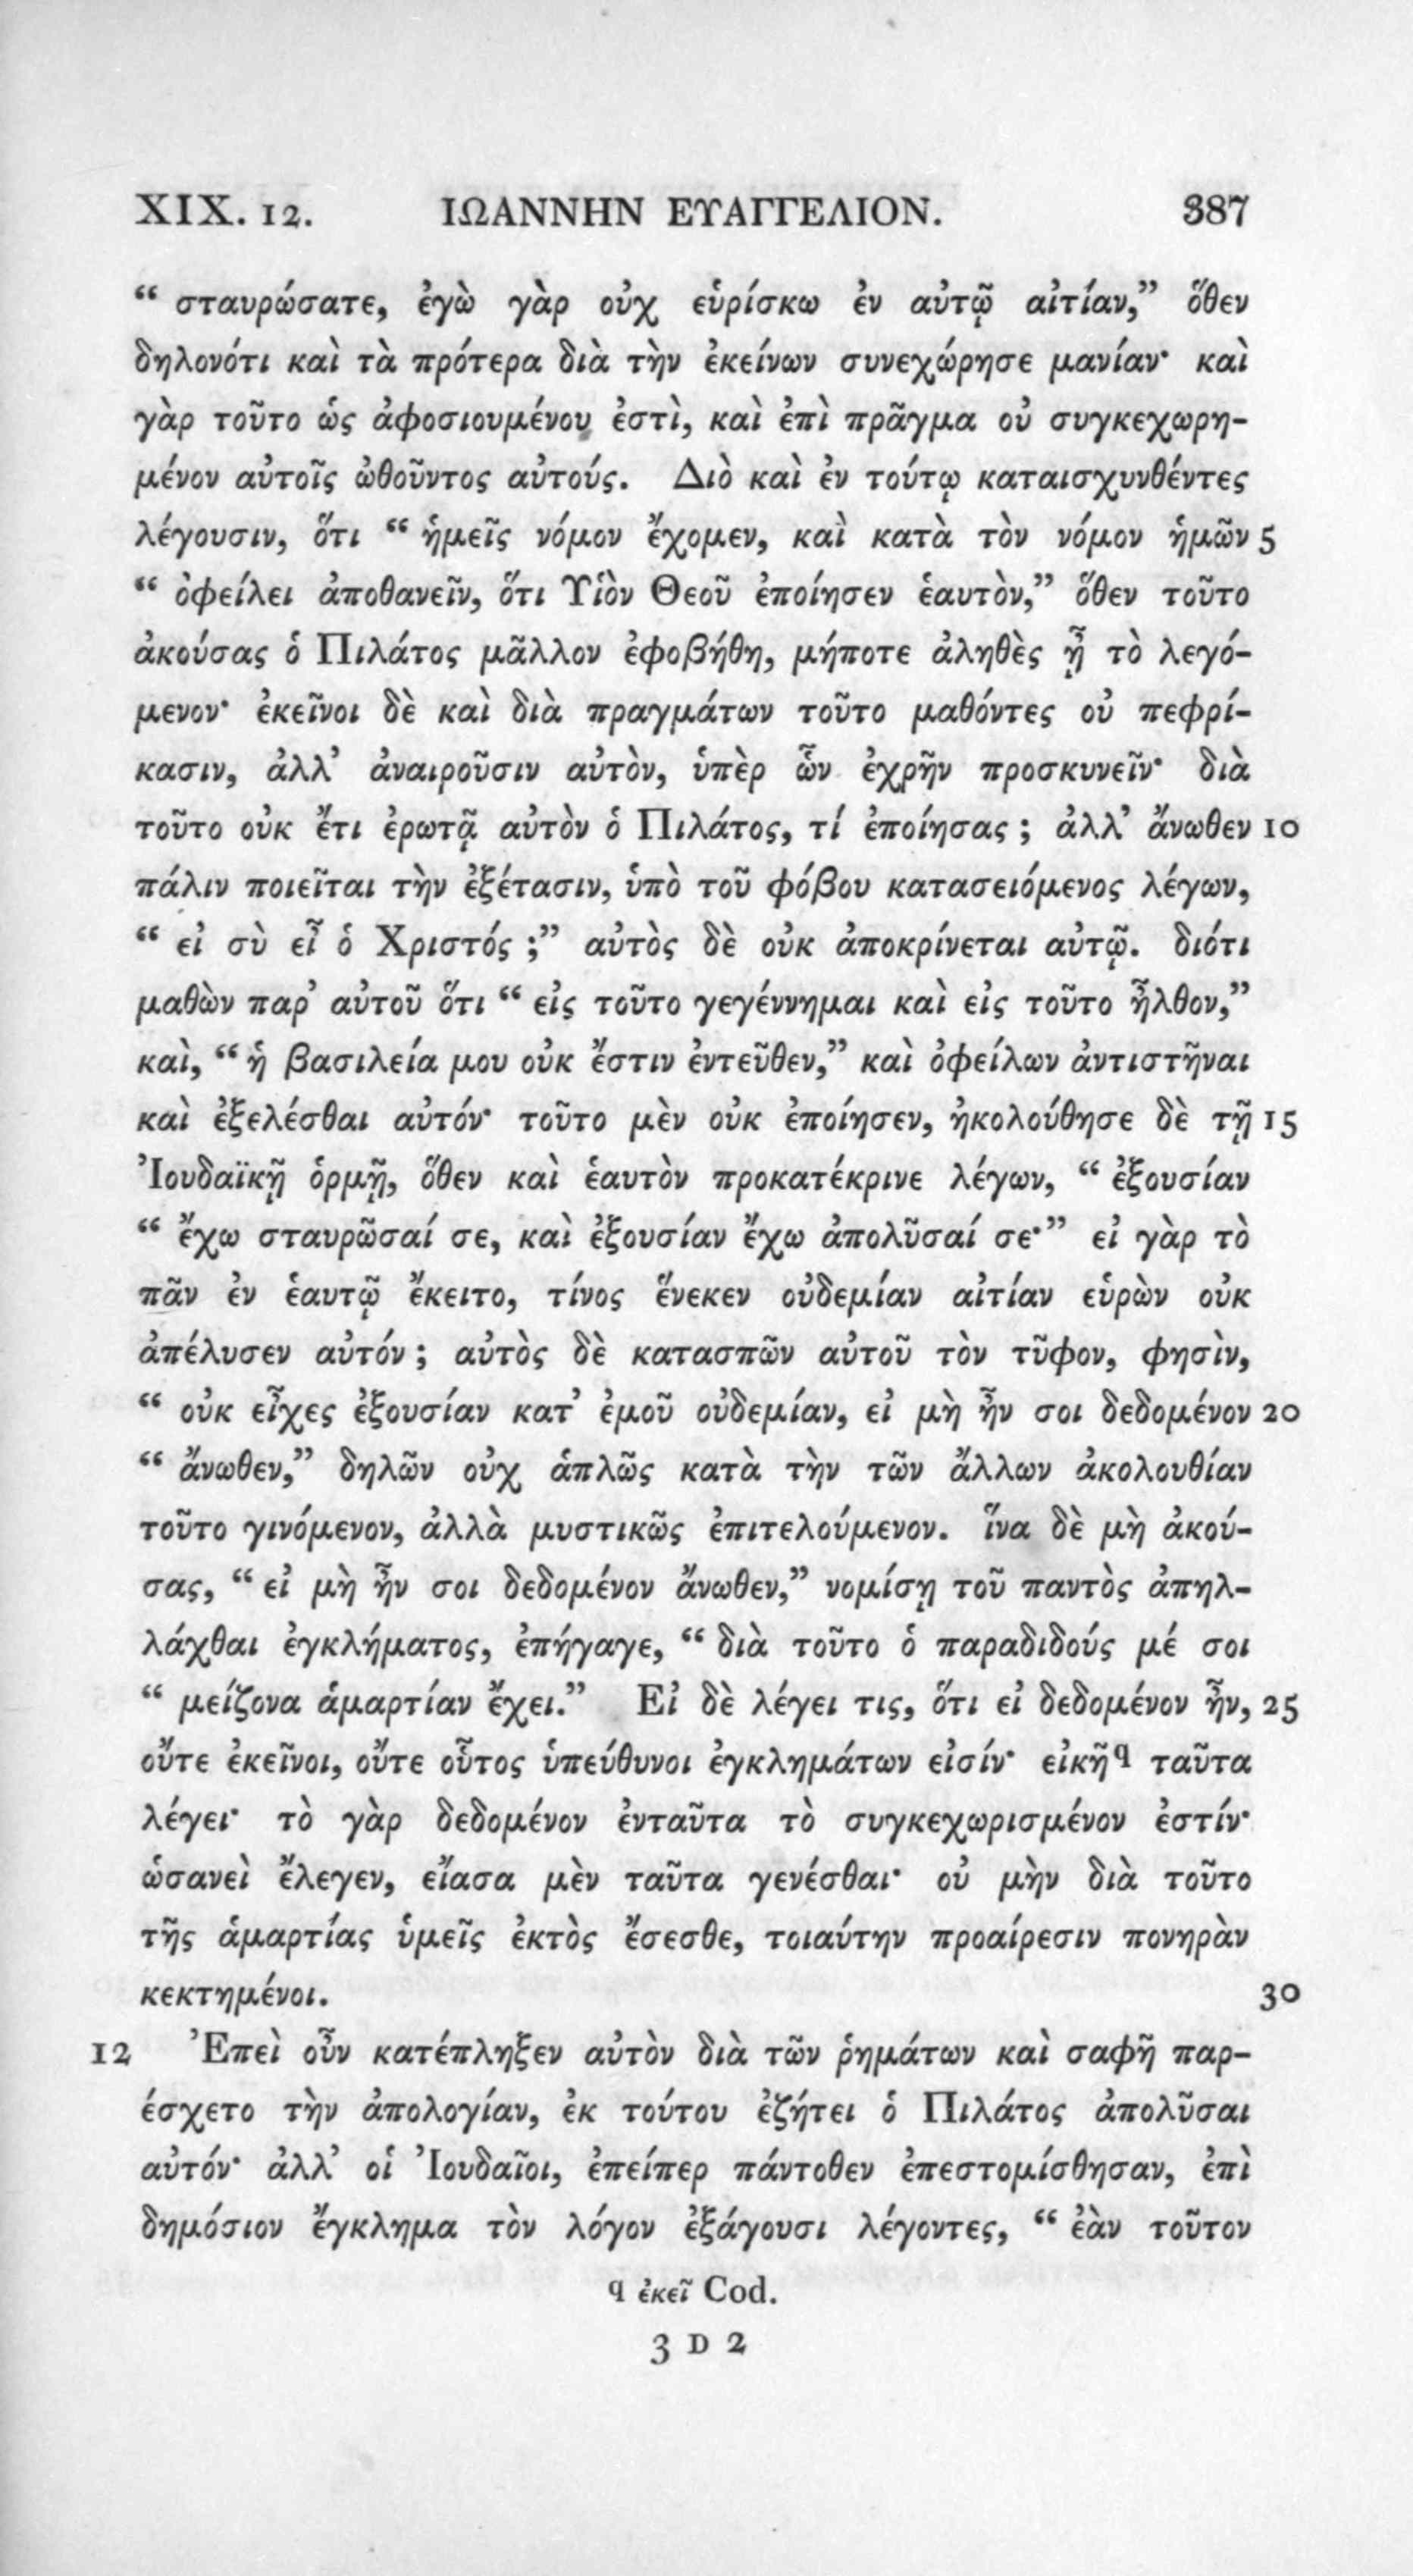 XIX. 12. ΙΩΑΝΝΗΝ ΕΥΑΓΓΕΛΙΟΝ. 387
“ σταυρώσατε, ἐγὼ γὰρ οὐχ εὑρίσκω ἐν αὐτῷ αἰτίαν,” ὅθεν
δηλονότι καὶ τὰ πρότερα διὰ τὴν ἐκείνων συνεχώρησε μανίαν· καὶ
γὰρ τοῦτο ὡς ἀφοσιουμένου ἐστὶ, καὶ ἐπὶ πρᾶγμα οὐ συγκεχωρη-
μένον αὐτοῖς ὠθοῦντος αὐτούς. Διὸ καὶ ἐν τούτῳ καταισχυνθέντες
λέγουσιν, ὅτι “ ἡμεῖς νόμον ἔχομεν, καὶ κατὰ τὸν νόμον ἡμῶν 5
“ ὀφείλει ἀποθανεῖν, ὅτι Υἱὸν Θεοῦ ἐποίησεν ἑαυτὸν,” ὅθεν τοῦτο
ἀκούσας ὁ Πιλάτος μᾶλλον ἐφοβήθη, μήποτε ἀληθὲς ᾖ τὸ λεγό-
μενον· ἐκεῖνοι δὲ καὶ διὰ πραγμάτων τοῦτο μαθόντες οὐ πεφρί-
κασιν, ἀλλ’ ἀναιροῦσιν αὐτὸν, ὑπὲρ ὧν ἐχρῆν προσκυνεῖν· διὰ
τοῦτο οὐκ ἔτι ἐρωτᾷ αὐτὸν ὁ Πιλάτος, τί ἐποίησας ; ἀλλ’ ἄνωθεν 10
πάλιν ποιεῖται τὴν ἐξέτασιν, ὑπὸ τοῦ φόβου κατασειόμενος λέγων,
“ εἰ σὺ εἶ ὁ Χριστός ;” αὐτὸς δὲ οὐκ ἀποκρίνεται αὐτῷ. διότι
μαθὼν παρ’ αὐτοῦ ὅτι “ εἰς τοῦτο γεγέννημαι καὶ εἰς τοῦτο ἦλθον,”
καὶ, “ ἡ βασιλεία μου οὐκ ἔστιν ἐντεῦθεν,” καὶ ὀφείλων ἀντιστῆναι
καὶ ἐξελέσθαι αὐτόν· τοῦτο μὲν οὐκ ἐποίησεν, ἠκολούθησε δὲ τῇ 15
Ἰουδαϊκῇ ὁρμῇ, ὅθεν καὶ ἑαυτὸν προκατέκρινε λέγων, “ ἐξουσίαν
“ ἔχω σταυρῶσαί σε, καὶ ἐξουσίαν ἔχω ἀπολῦσαί σε·” εἰ γὰρ τὸ
πᾶν ἐν ἑαυτῷ ἔκειτο, τίνος ἕνεκεν οὐδεμίαν αἰτίαν εὑρὼν οὐκ
ἀπέλυσεν αὐτόν ; αὐτὸς δὲ κατασπῶν αὐτοῦ τὸν τῦφον, φησὶν,
“ οὐκ εἶχες ἐξουσίαν κατ’ ἐμοῦ οὐδεμίαν, εἰ μὴ ἦν σοι δεδομένον 20
“ ἄνωθεν,” δηλῶν οὐχ ἁπλῶς κατὰ τὴν τῶν ἄλλων ἀκολουθίαν
τοῦτο γινόμενον, ἀλλὰ μυστικῶς ἐπιτελούμενον. ἵνα δὲ μὴ ἀκού-
σας, “ εἰ μὴ ἦν σοι δεδομένον ἄνωθεν,” νομίσῃ τοῦ παντὸς ἀπηλ-
λάχθαι ἐγκλήματος, ἐπήγαγε, “ διὰ τοῦτο ὁ παραδιδούς μέ σοι
“ μείζονα ἁμαρτίαν ἔχει.” Εἰ δὲ λέγει τις, ὅτι εἰ δεδομένον ἦν, 25
οὔτε ἐκεῖνοι, οὔτε οὗτος ὑπεύθυνοι ἐγκλημάτων εἰσίν· εἰκῆ q ταῦτα
λέγει· τὸ γὰρ δεδομένον ἐνταῦτα τὸ συγκεχωρισμένον ἐστίν·
ὡσανεὶ ἔλεγεν, εἴασα μὲν ταῦτα γενέσθαι· οὐ μὴν διὰ τοῦτο
τῆς ἁμαρτίας ὑμεῖς ἐκτὸς ἔσεσθε, τοιαύτην προαίρεσιν πονηρὰν
κεκτημένοι. 30
12 Ἐπεὶ οὖν κατέπληξεν αὐτὸν διὰ τῶν ῥημάτων καὶ σαφῆ παρ-
έσχετο τὴν ἀπολογίαν, ἐκ τούτου ἐζήτει ὁ Πιλάτος ἀπολῦσαι
αὐτόν· ἀλλ’ οἱ Ἰουδαῖοι, ἐπείπερ πάντοθεν ἐπεστομίσθησαν, ἐπὶ
δημόσιον ἔγκλημα τὸν λόγον ἐξάγουσι λέγοντες, “ ἐὰν τοῦτον
q ἐκεῖ Cod.
3 D 2